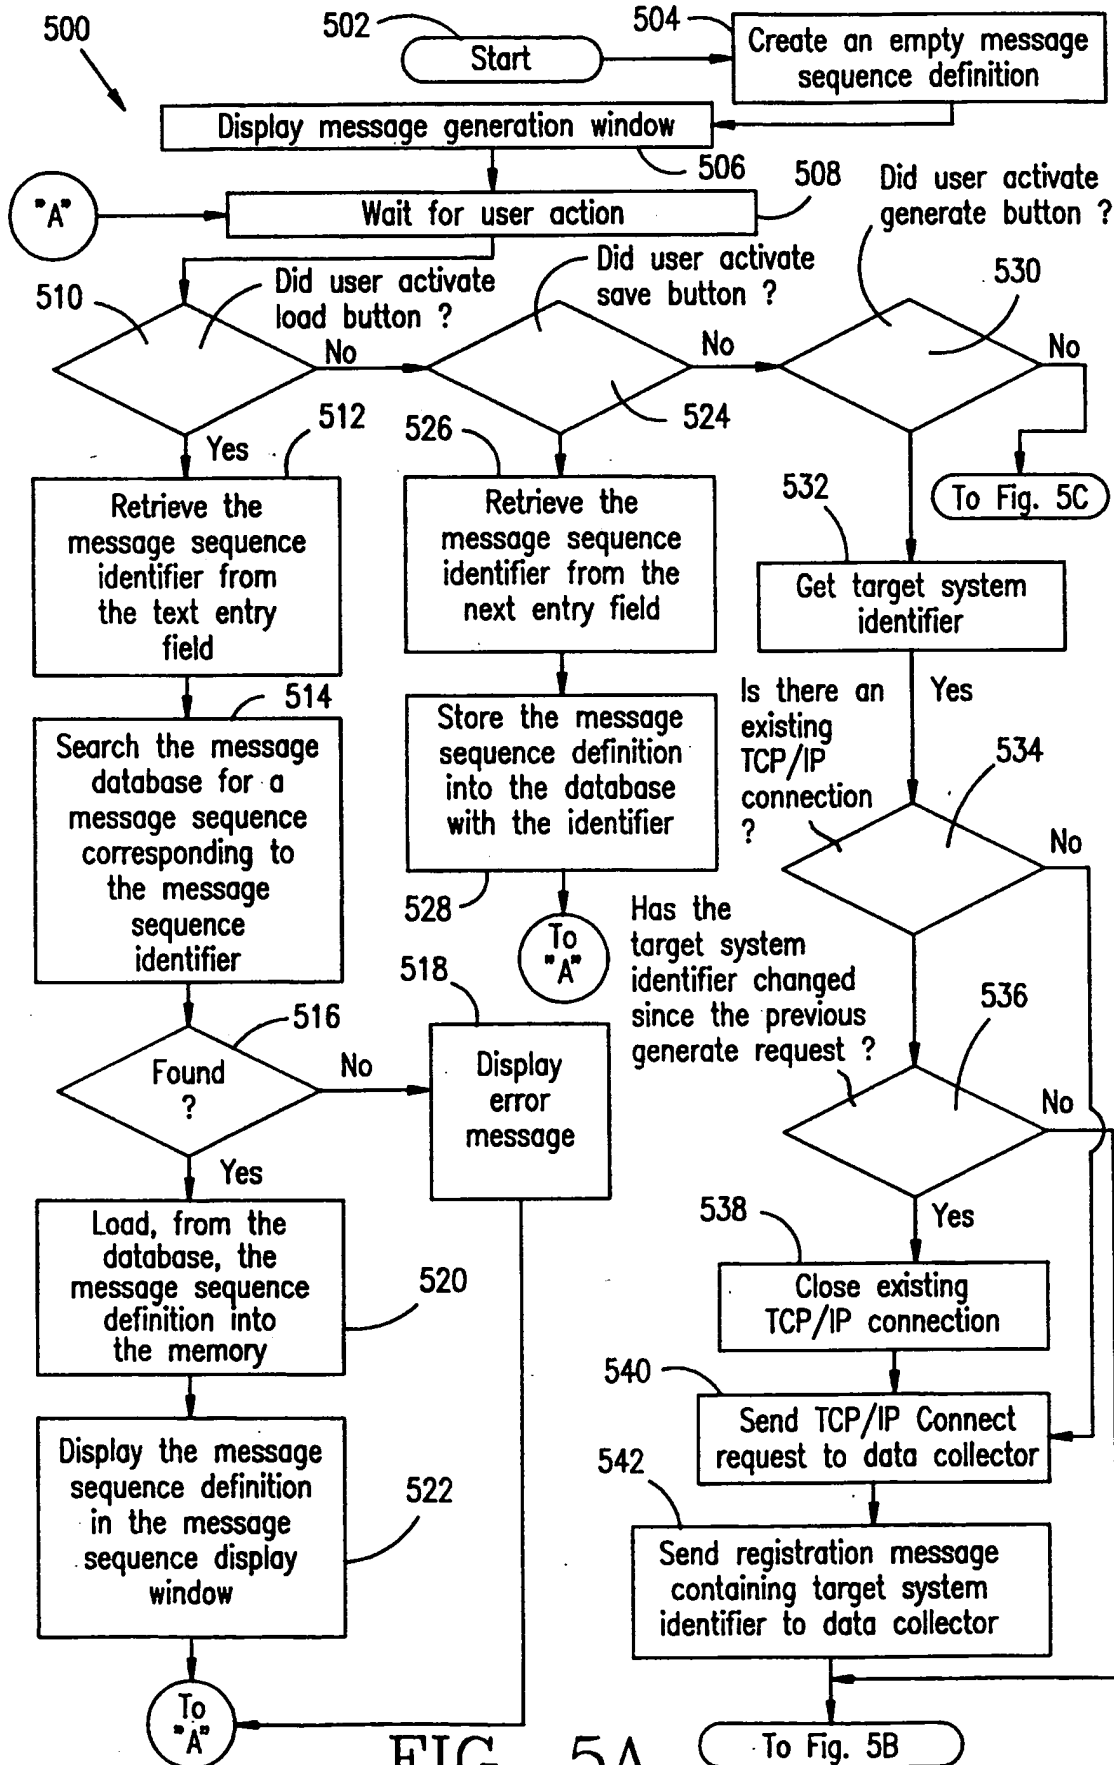 500
502
Start
504
Create an empty message
sequence definition
Display message generation window
506
"A"
Wait for user action
508
Did user activate
generate button ?
510
Did user activate
load button ?
No
Did user activate
save button ?
524
No
530
No
To Fig. 5C
Yes
512
Retrieve the
message sequence
identifier from
the text entry
field
526
Retrieve the
message sequence
identifier from the
next entry field
532
Get target system
identifier
514
Search the message
database for a
message sequence
corresponding to
the message
sequence
identifier
Store the message
sequence definition
into the database
with the identifier
528
To
"A"
Is there an
existing
TCP/IP
connection
?
Yes
534
No
516
Found
?
No
518
Display
error
message
Has the
target system
identifier changed
since the previous
generate request ?
536
No
Yes
Load, from the
database, the
message sequence
definition into
the memory
520
538
Yes
Close existing
TCP/IP connection
540
Send TCP/IP Connect
request to data collector
Display the message
sequence definition
in the message
sequence display
window
522
542
Send registration message
containing target system
identifier to data collector
To
"A"
FIG. 5A
To Fig. 5B